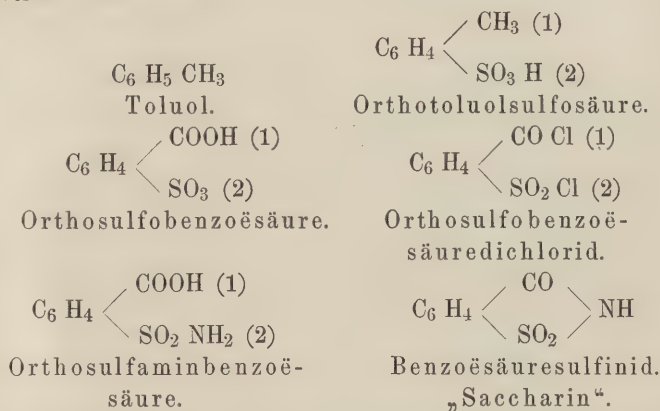 C₆ H₅ CH₃
Toluol.
C₆ H₄
CH₃ (1)
SO₃ H (2)
Orthotoluolsulfosäure.
C₆ H₄
COOH (1)
SO₃ (2)
Orthosulfobenzoësäure.
C₆ H₄
CO Cl (1)
SO₂ Cl (2)
Orthosulfobenzoë-
säuredichlorid.
C₆ H₄
COOH (1)
SO₂ NH₂ (2)
Orthosulfaminbenzoë-
säure.
C₆ H₄
CO
NH
SO₂
Benzoësäuresulfinid.
„Saccharin“.